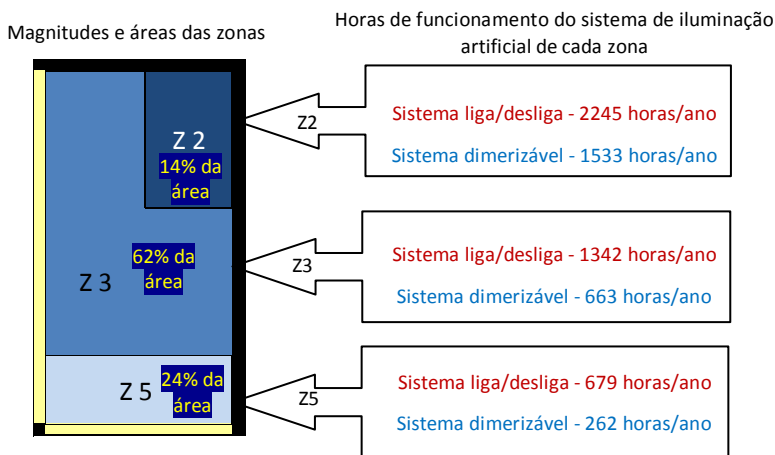 Magnitudes e áreas das zonas
Horas de funcionamento do sistema de iluminação
artificial de cada zona
Z 2
14% da
área
Z2
Sistema liga/desliga - 2245 horas/ano
Sistema dimerizável - 1533 horas/ano
Z 3
62% da
área
Z3
Sistema liga/desliga - 1342 horas/ano
Sistema dimerizável - 663 horas/ano
Z 5
24% da
área
Z5
Sistema liga/desliga - 679 horas/ano
Sistema dimerizável - 262 horas/ano